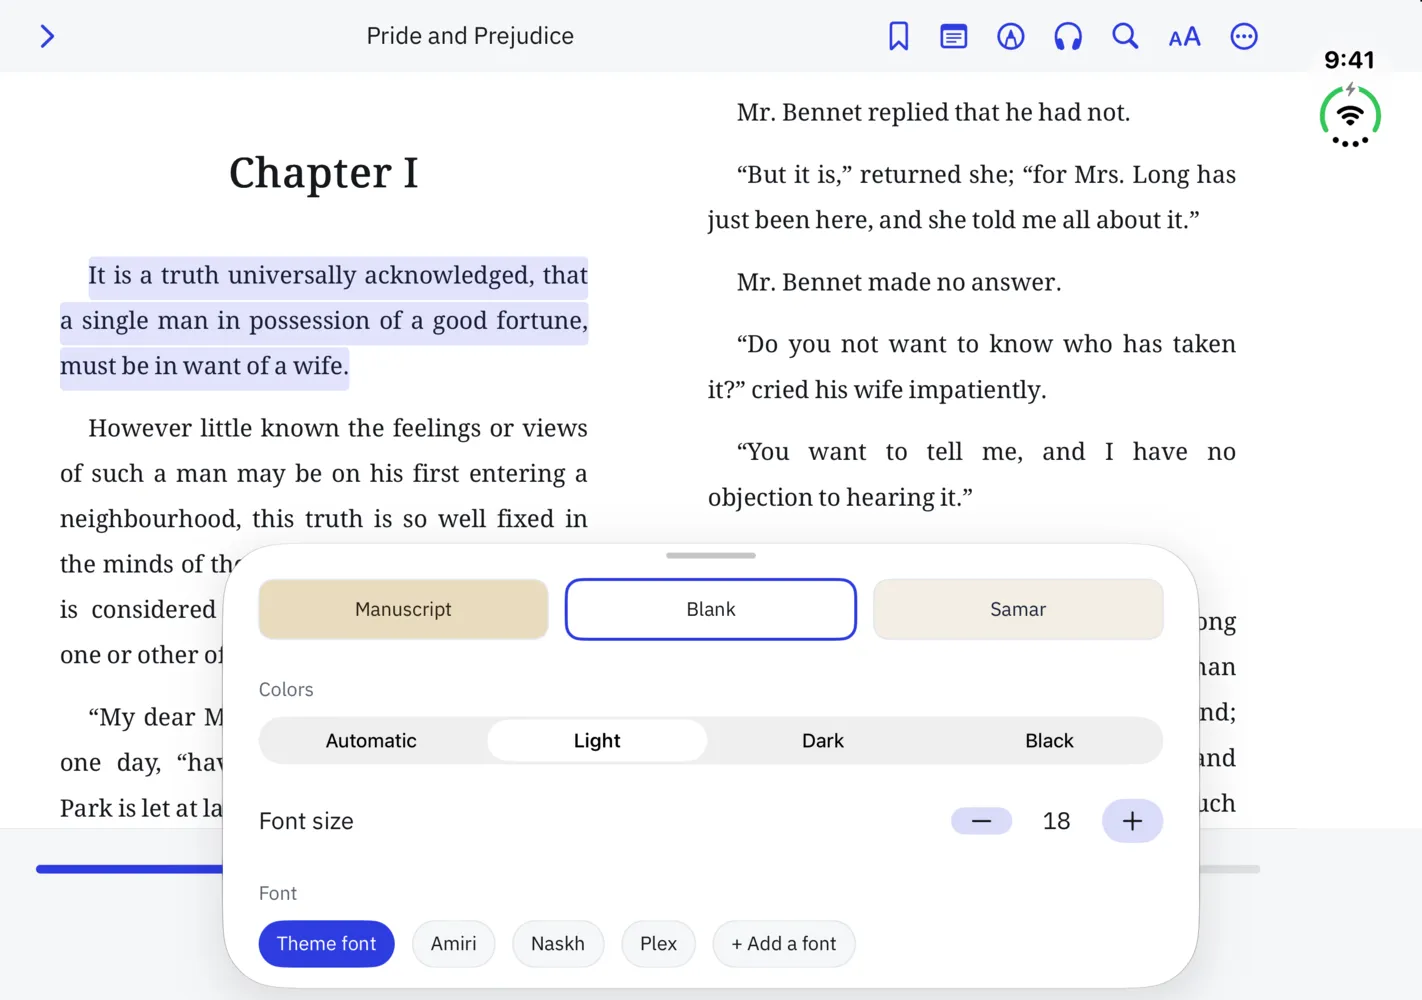 Pride and Prejudice
AA
9:41
Chapter I
It is a truth universally acknowledged, that
a single man in possession of a good fortune,
must be in want of a wife.
However little known the feelings or views
of such a man may be on his first entering a
neighbourhood, this truth is so well fixed in
the minds of the
is considered
one or other of
“My dear M
one day, “hav
Park is let at la
Mr. Bennet replied that he had not.
“But it is,” returned she; “for Mrs. Long has
just been here, and she told me all about it.”
Mr. Bennet made no answer.
“Do you not want to know who has taken
it?” cried his wife impatiently.
“You want to tell me, and I have no
objection to hearing it.”
ong
nan
nd;
and
uch
Manuscript
Blank
Samar
Colors
Automatic
Light
Dark
Black
Font size
— 18 +
Font
Theme font
Amiri
Naskh
Plex
+ Add a font